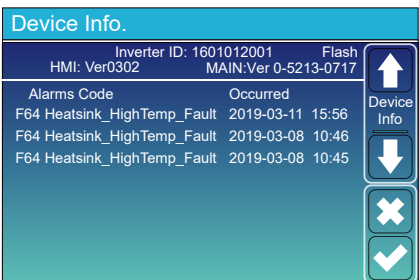 Device Info.
Inverter ID: 1601012001 Flash
HMI: Ver0302 MAIN:Ver 0-5213-0717
Alarms Code Occurred
F64 Heatsink_HighTemp_Fault 2019-03-11 15:56
F64 Heatsink_HighTemp_Fault 2019-03-08 10:46
F64 Heatsink_HighTemp_Fault 2019-03-08 10:45
Device
Info